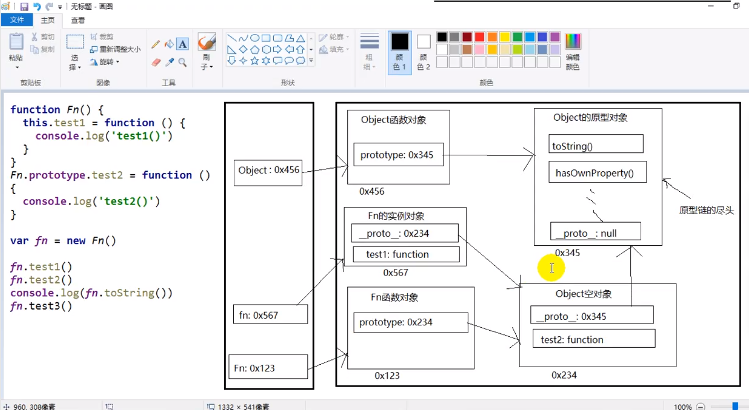 无标题 - 画图
文件
主页
查看
粘贴
剪切
复制
剪贴板
选择
裁剪
重新调整大小
旋转
图像
A
工具
刷子
轮廓
填充
形状
粗细
颜色 1
颜色 2
颜色
编辑颜色
function Fn() {
this.test1 = function () {
console.log('test1()')
}
}
Fn.prototype.test2 = function ()
{
console.log('test2()')
}
var fn = new Fn()
fn.test1()
fn.test2()
console.log(fn.toString())
fn.test3()
Object : 0x456
fn: 0x567
Fn: 0x123
Object函数对象
prototype: 0x345
0x456
Fn的实例对象
__proto__: 0x234
test1: function
0x567
Fn函数对象
prototype: 0x234
0x123
Object的原型对象
toString()
hasOwnProperty()
__proto__: null
0x345
原型链的尽头
Object空对象
__proto__: 0x345
test2: function
0x234
960, 308像素
1332 × 541像素
100%